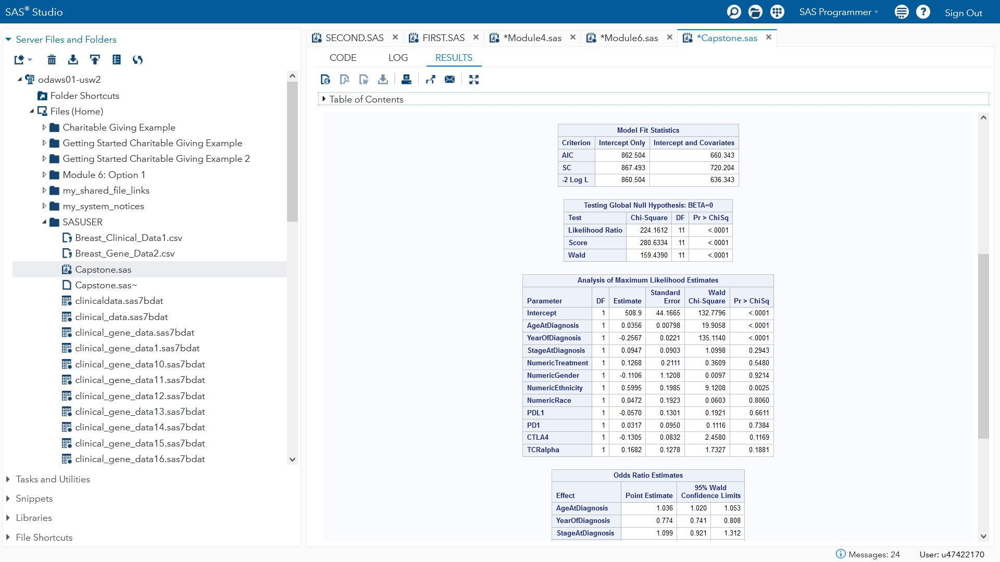 SAS® Studio
SAS Programmer
Sign Out
Server Files and Folders
odaws01-usw2
Folder Shortcuts
Files (Home)
Charitable Giving Example
Getting Started Charitable Giving Example
Getting Started Charitable Giving Example 2
Module 6: Option 1
my_shared_file_links
my_system_notices
SASUSER
Breast_Clinical_Data1.csv
Breast_Gene_Data2.csv
Capstone.sas
Capstone.sas~
clinicaldata.sas7bdat
clinical_data.sas7bdat
clinical_gene_data.sas7bdat
clinical_gene_data1.sas7bdat
clinical_gene_data10.sas7bdat
clinical_gene_data11.sas7bdat
clinical_gene_data12.sas7bdat
clinical_gene_data13.sas7bdat
clinical_gene_data14.sas7bdat
clinical_gene_data15.sas7bdat
clinical_gene_data16.sas7bdat
Tasks and Utilities
Snippets
Libraries
File Shortcuts
SECOND.SAS FIRST.SAS *Module4.sas *Module6.sas *Capstone.sas
CODE LOG RESULTS
Table of Contents
Model Fit Statistics
Criterion Intercept Only Intercept and Covariates
AIC 862.504 660.343
SC 867.493 720.204
-2 Log L 860.504 636.343
Testing Global Null Hypothesis: BETA=0
Test Chi-Square DF Pr > ChiSq
Likelihood Ratio 224.1612 11 <.0001
Score 280.6334 11 <.0001
Wald 159.4390 11 <.0001
Analysis of Maximum Likelihood Estimates
Parameter DF Estimate Standard Error Wald Chi-Square Pr > ChiSq
Intercept 1 508.9 44.1665 132.7796 <.0001
AgeAtDiagnosis 1 0.0356 0.00798 19.9058 <.0001
YearOfDiagnosis 1 -0.2567 0.0221 135.1140 <.0001
StageAtDiagnosis 1 0.0947 0.0903 1.0998 0.2943
NumericTreatment 1 0.1268 0.2111 0.3609 0.5480
NumericGender 1 -0.1106 1.1208 0.0097 0.9214
NumericEthnicity 1 0.5995 0.1985 9.1208 0.0025
NumericRace 1 0.0472 0.1923 0.0603 0.8060
PDL1 1 -0.0570 0.1301 0.1921 0.6611
PD1 1 0.0317 0.0950 0.1116 0.7384
CTLA4 1 -0.1305 0.0832 2.4580 0.1169
TCRalpha 1 0.1682 0.1278 1.7327 0.1881
Odds Ratio Estimates
Effect Point Estimate 95% Wald Confidence Limits
AgeAtDiagnosis 1.036 1.020 1.053
YearOfDiagnosis 0.774 0.741 0.808
StageAtDiagnosis 1.099 0.921 1.312
Messages: 24
User: u47422170